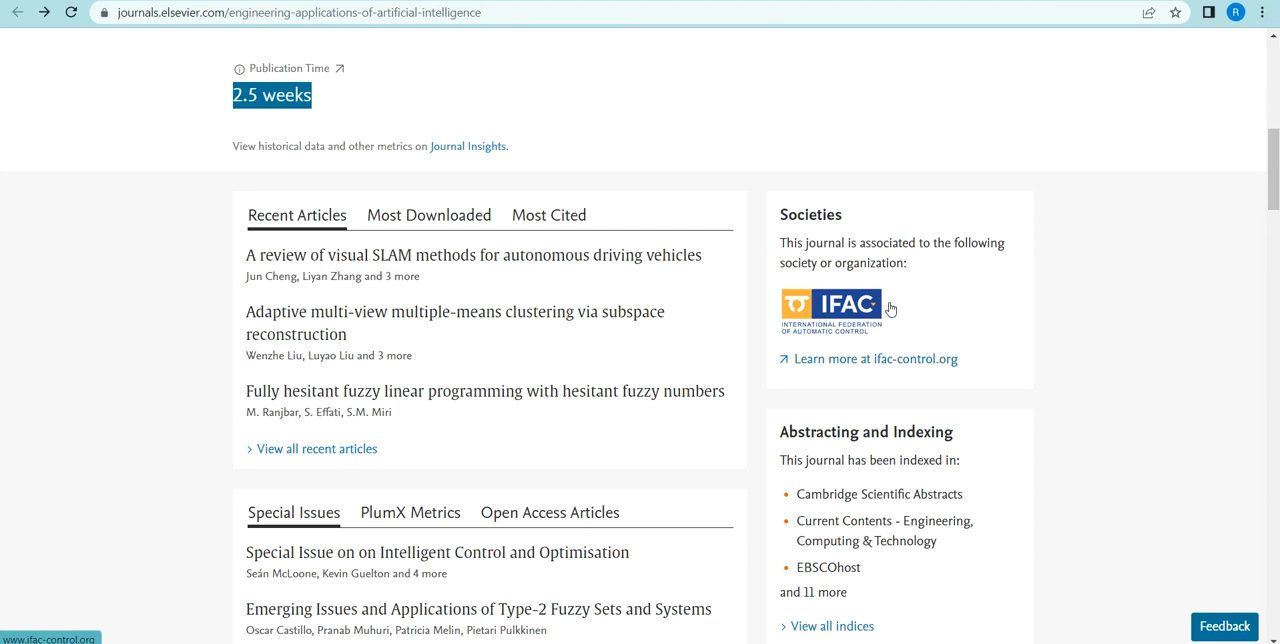 journals.elsevier.com/engineering-applications-of-artificial-intelligence
R
Publication Time
2.5 weeks
View historical data and other metrics on Journal Insights.
Recent Articles Most Downloaded Most Cited
A review of visual SLAM methods for autonomous driving vehicles
Jun Cheng, Liyan Zhang and 3 more
Adaptive multi-view multiple-means clustering via subspace
reconstruction
Wenzhe Liu, Luyao Liu and 3 more
Fully hesitant fuzzy linear programming with hesitant fuzzy numbers
M. Ranjbar, S. Effati, S.M. Miri
View all recent articles
Special Issues PlumX Metrics Open Access Articles
Special Issue on on Intelligent Control and Optimisation
Seán McLoone, Kevin Guelton and 4 more
Emerging Issues and Applications of Type-2 Fuzzy Sets and Systems
Oscar Castillo, Pranab Muhuri, Patricia Melin, Pietari Pulkkinen
Societies
This journal is associated to the following
society or organization:
IFAC
INTERNATIONAL FEDERATION
OF AUTOMATIC CONTROL
Learn more at ifac-control.org
Abstracting and Indexing
This journal has been indexed in:
• Cambridge Scientific Abstracts
• Current Contents - Engineering,
Computing & Technology
• EBSCOhost
and 11 more
View all indices
Feedback
www.ifac-control.org